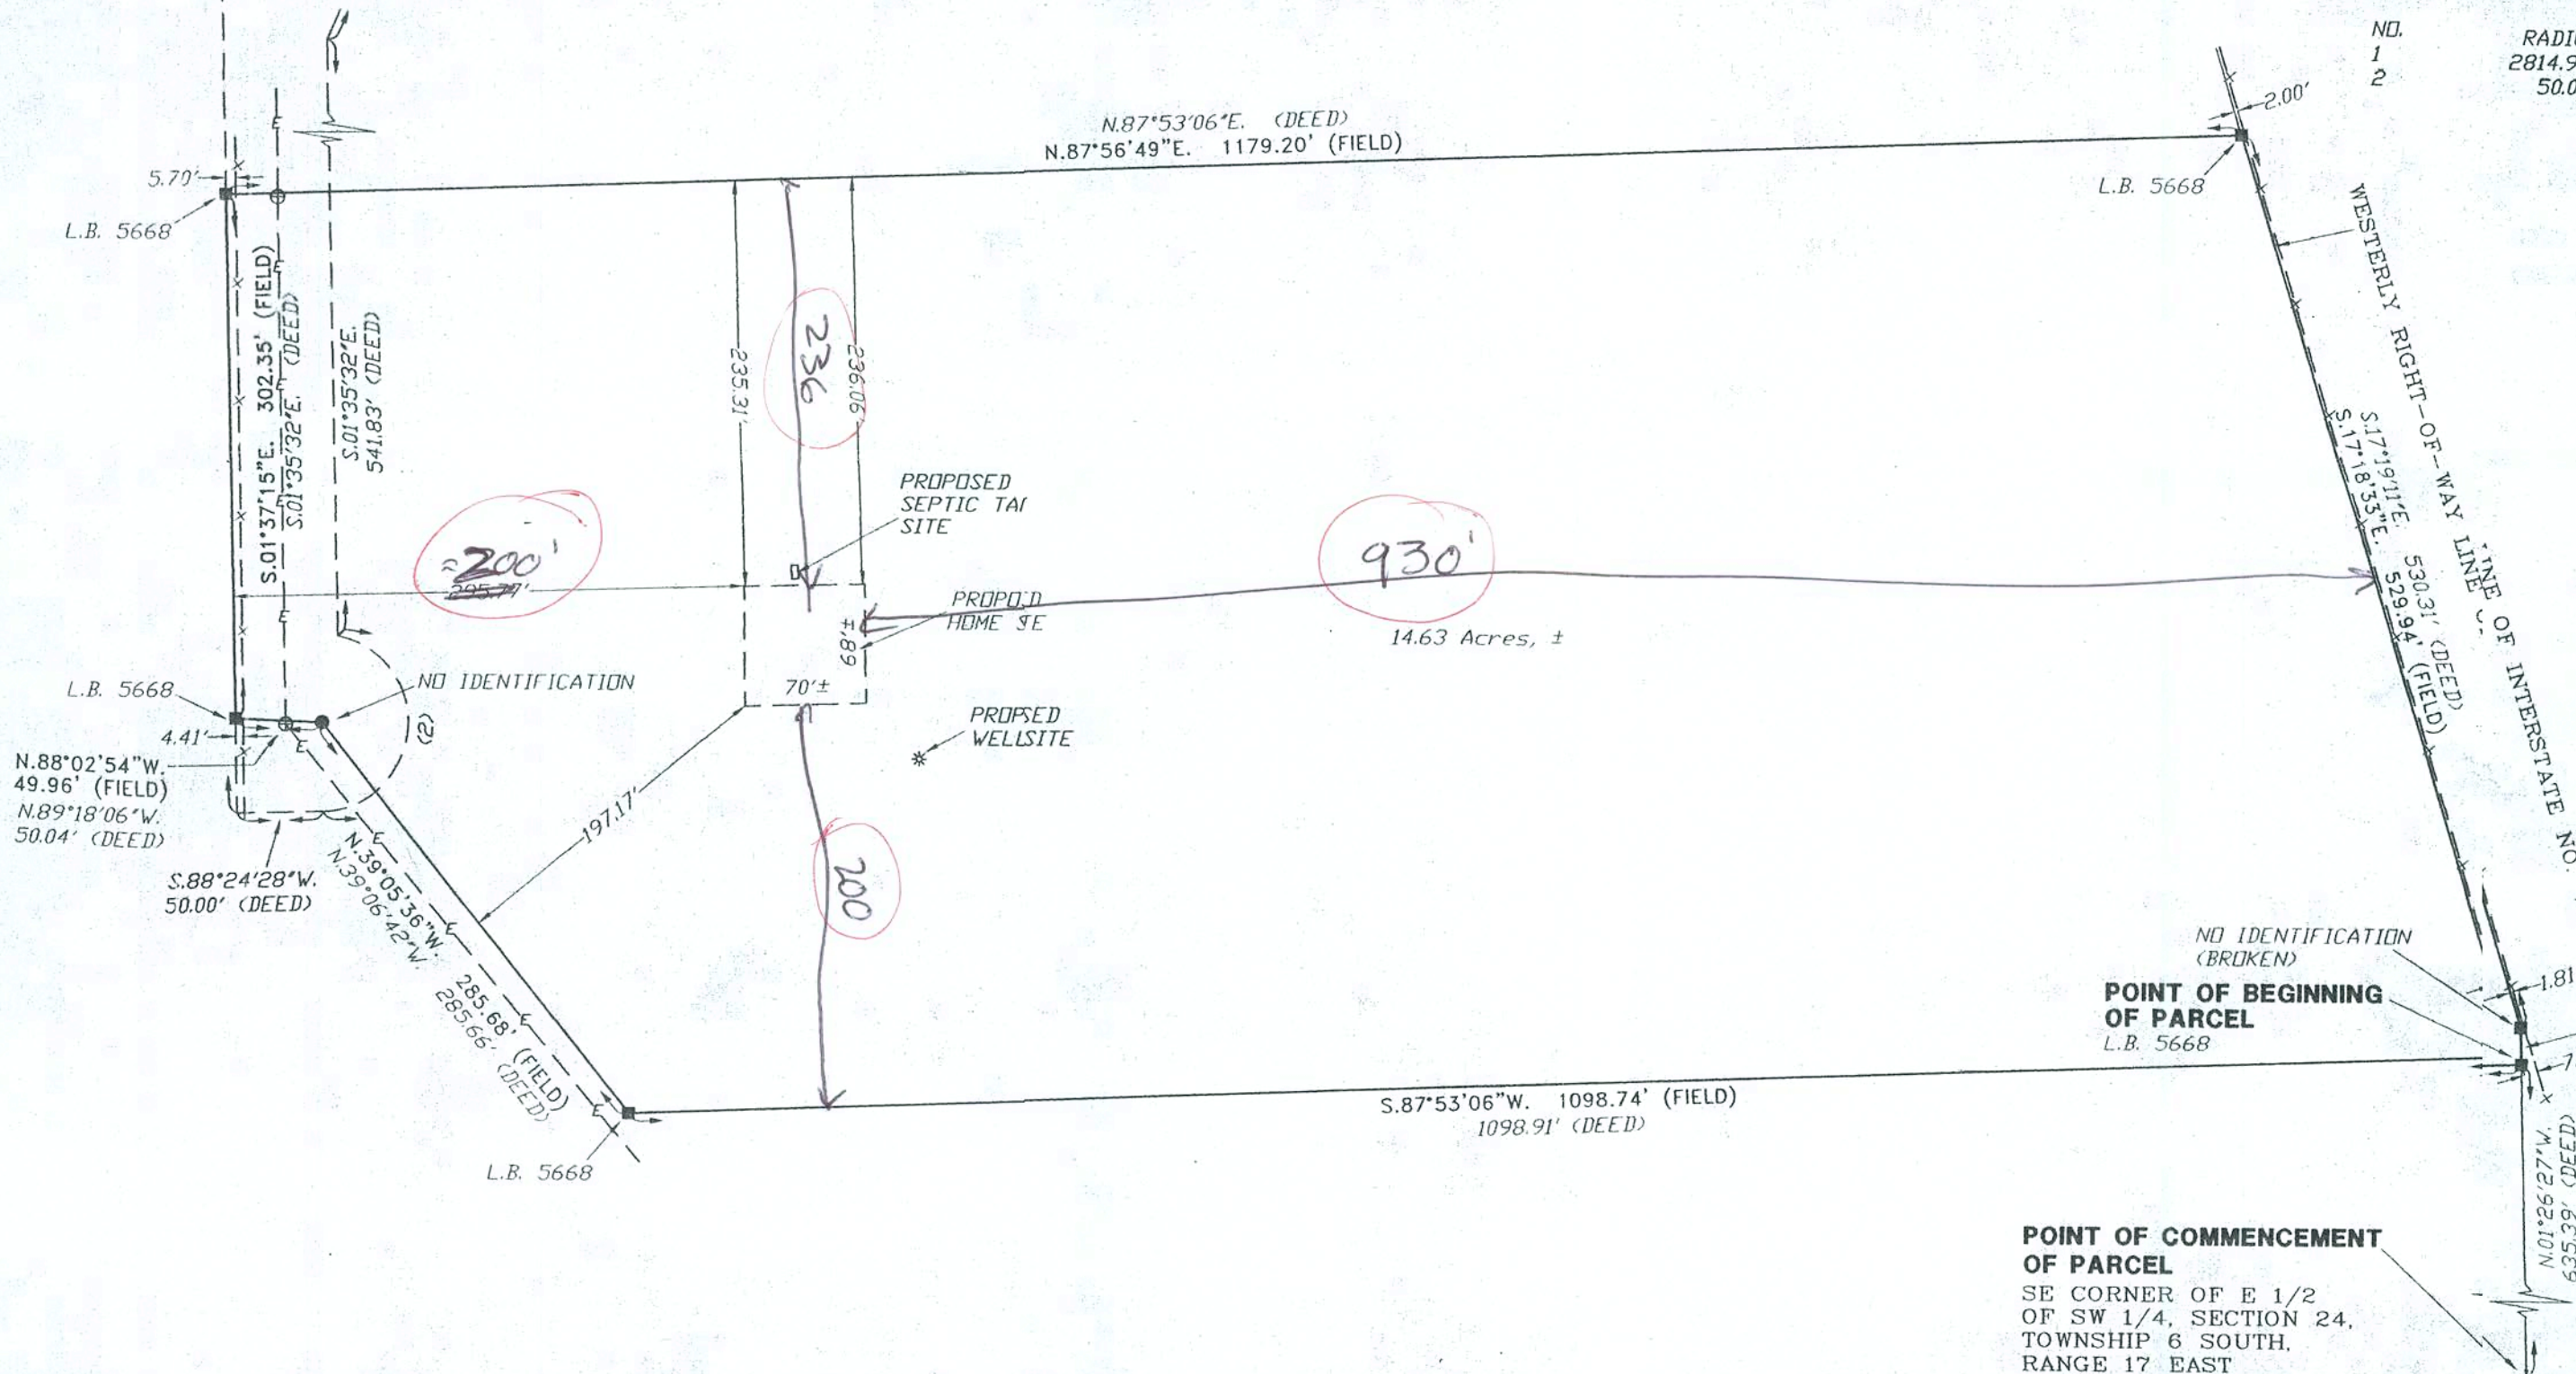 NO.
1
2
RADI
2814.9
50.0
2.00'
N.87°53'06"E. (DEED)
N.87°56'49"E. 1179.20' (FIELD)
5.70'
L.B. 5668
L.B. 5668
S.01°37'15"E. 302.35' (FIELD)
S.01°35'32"E. (DEED)
S.01°35'32"E.
541.83' (DEED)
235.31'
236
236.06'
WESTERLY RIGHT-OF-WAY LINE
LINE OF INTERSTATE NO.
S.17°19'11"E. 530.31' (DEED)
S.17°18'33"E. 529.94' (FIELD)
PROPOSED
SEPTIC TA
SITE
≈200'
295.77'
930'
PROPO
HOME
68'±
14.63 Acres, ±
70'±
L.B. 5668
NO IDENTIFICATION
(2)
4.41'
N.88°02'54"W.
49.96' (FIELD)
N.89°18'06"W.
50.04' (DEED)
S.88°24'28"W.
50.00' (DEED)
PROPSED
WELLSITE
197.17'
200
N.39°05'36"W. 285.68' (FIELD)
N.39°06'42"W. 285.66' (DEED)
NO IDENTIFICATION
(BROKEN)
1.81
POINT OF BEGINNING
OF PARCEL
L.B. 5668
7
S.87°53'06"W. 1098.74' (FIELD)
1098.91' (DEED)
L.B. 5668
N.01°26'27"W.
635.39' (DEED)
POINT OF COMMENCEMENT
OF PARCEL
SE CORNER OF E 1/2
OF SW 1/4, SECTION 24,
TOWNSHIP 6 SOUTH,
RANGE 17 EAST
E
E
E
E
E
E
E
E
E
E